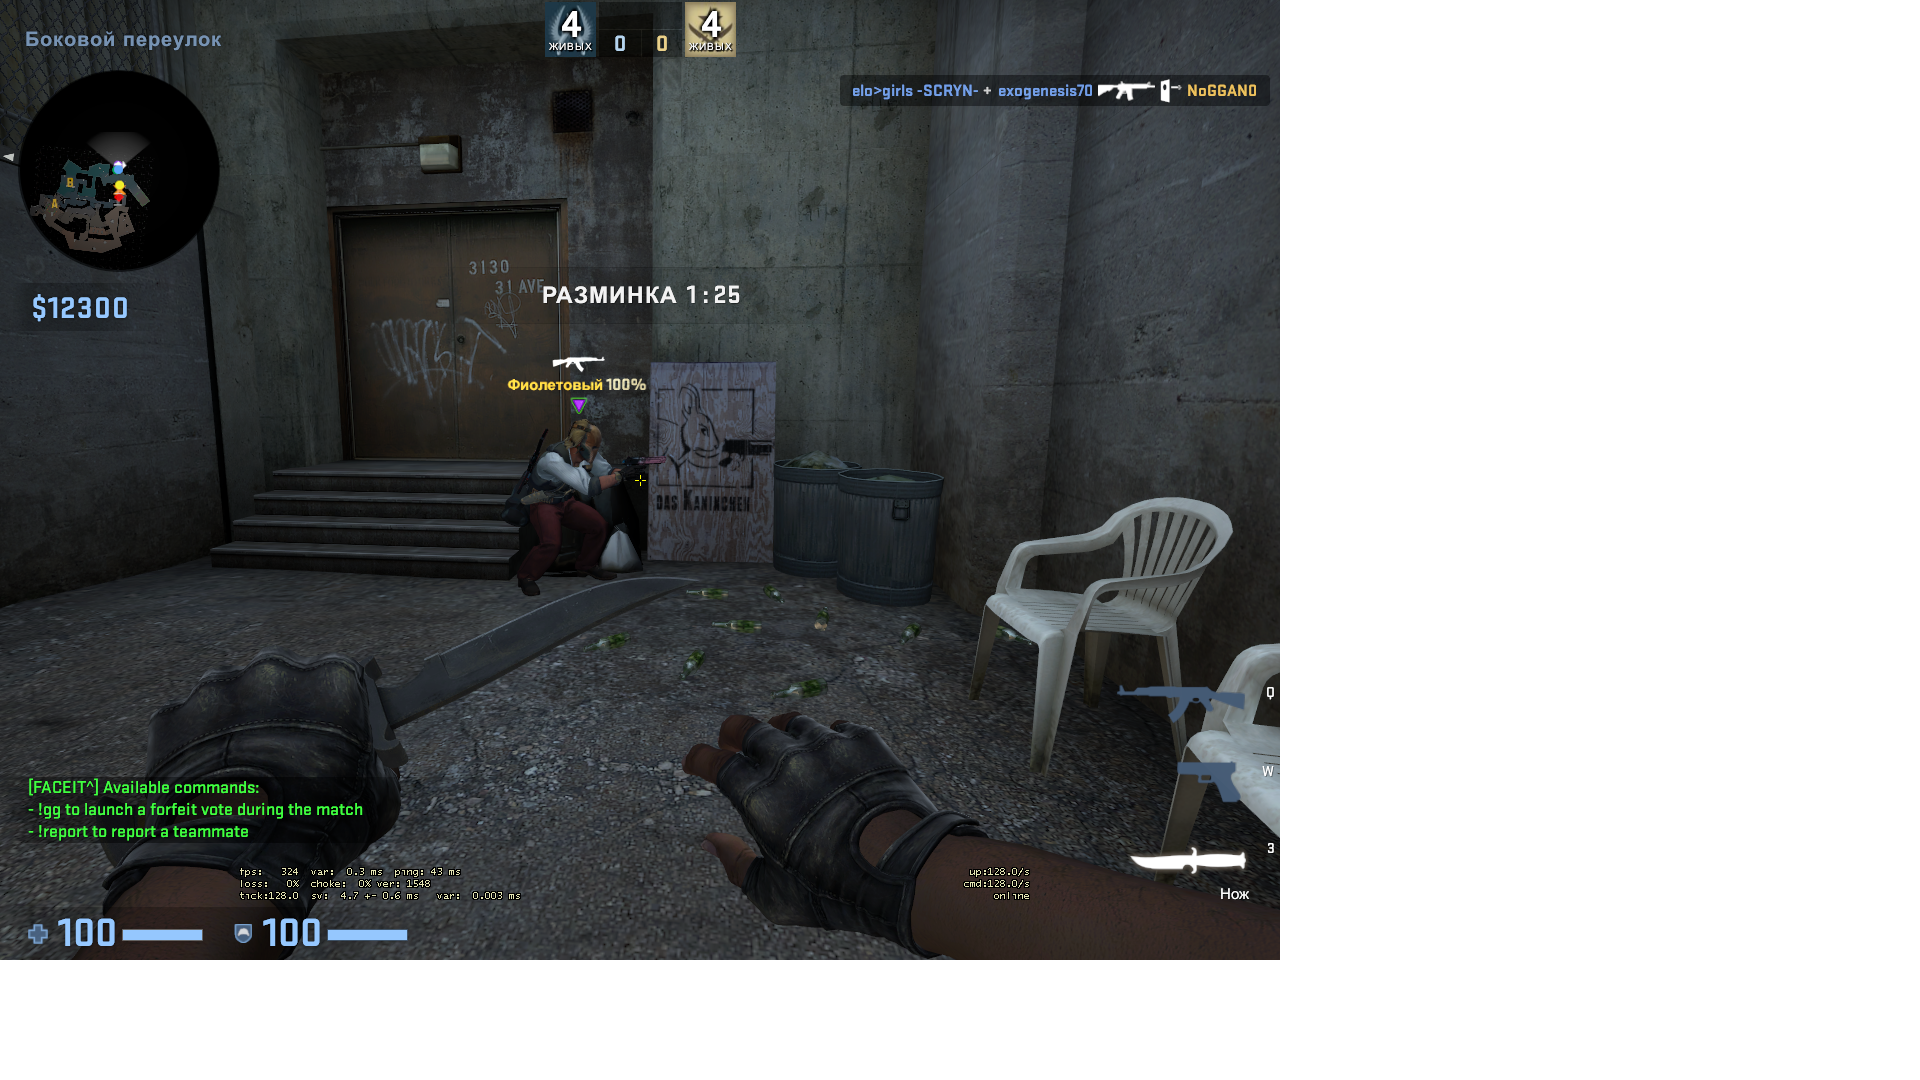 Боковой переулок
4
ЖИВЫХ
0
0
4
ЖИВЫХ
elo>girls -SCRYN- + exogenesis70 NoGGAN0
B
A
$12300
3130
31 AVE
РАЗМИНКА 1:25
Фиолетовый 100%
DAS KANINCHEN
Q
W
3
Нож
[FACEIT^] Available commands:
- !gg to launch a forfeit vote during the match
- !report to report a teammate
tps: 324 var: 0.3 ms ping: 43 ms
loss: 0% choke: 0% ver: 1548
tick:128.0 sv: 4.7 +- 0.6 ms var: 0.003 ms
up:128.0/s
cmd:128.0/s
online
100
100